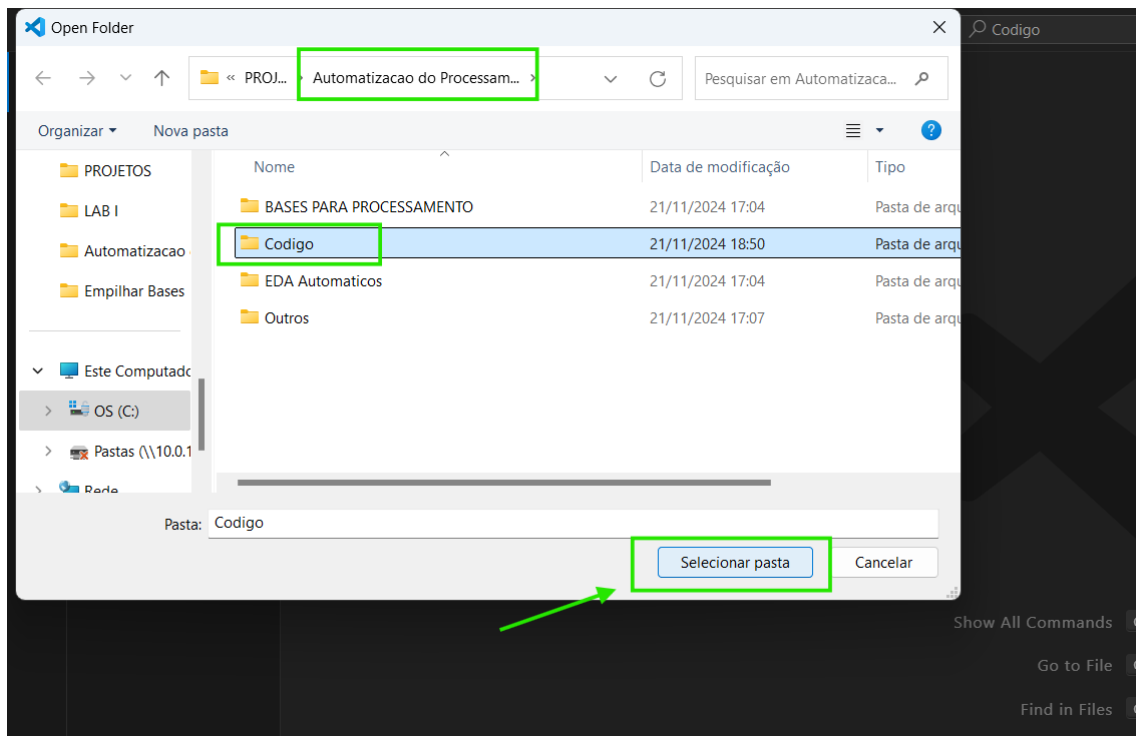 Open Folder
Codigo
« PROJ... › Automatizacao do Processam... ›
Pesquisar em Automatizaca...
Organizar Nova pasta
Nome Data de modificação Tipo
PROJETOS
LAB I
Automatizacao
Empilhar Bases
BASES PARA PROCESSAMENTO 21/11/2024 17:04 Pasta de arqu
Codigo 21/11/2024 18:50 Pasta de arqu
EDA Automaticos 21/11/2024 17:04 Pasta de arqu
Outros 21/11/2024 17:07 Pasta de arqu
Este Computado
OS (C:)
Pastas (\\10.0.1
Rede
Pasta: Codigo
Selecionar pasta Cancelar
Show All Commands
Go to File
Find in Files